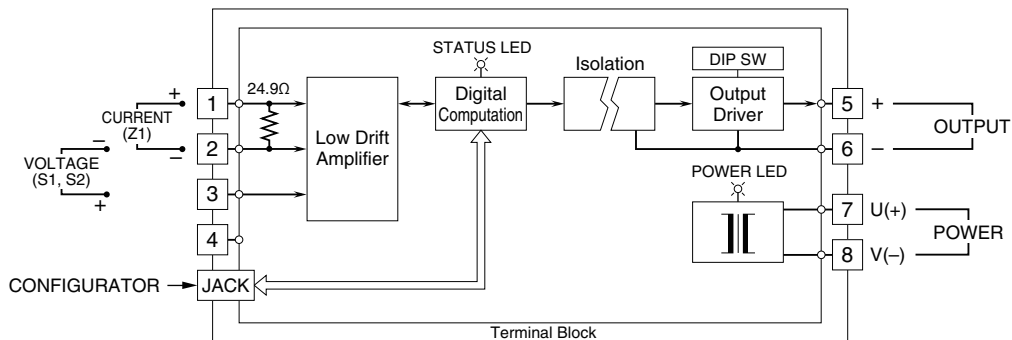 STATUS LED
DIP SW
Isolation
24.9Ω
+
1
CURRENT
(Z1)
–
2
–
VOLTAGE
(S1, S2)
+
3
4
Low Drift
Amplifier
Digital
Computation
Output
Driver
5
+
OUTPUT
6
–
POWER LED
7
U(+)
POWER
8
V(–)
CONFIGURATOR
JACK
Terminal Block